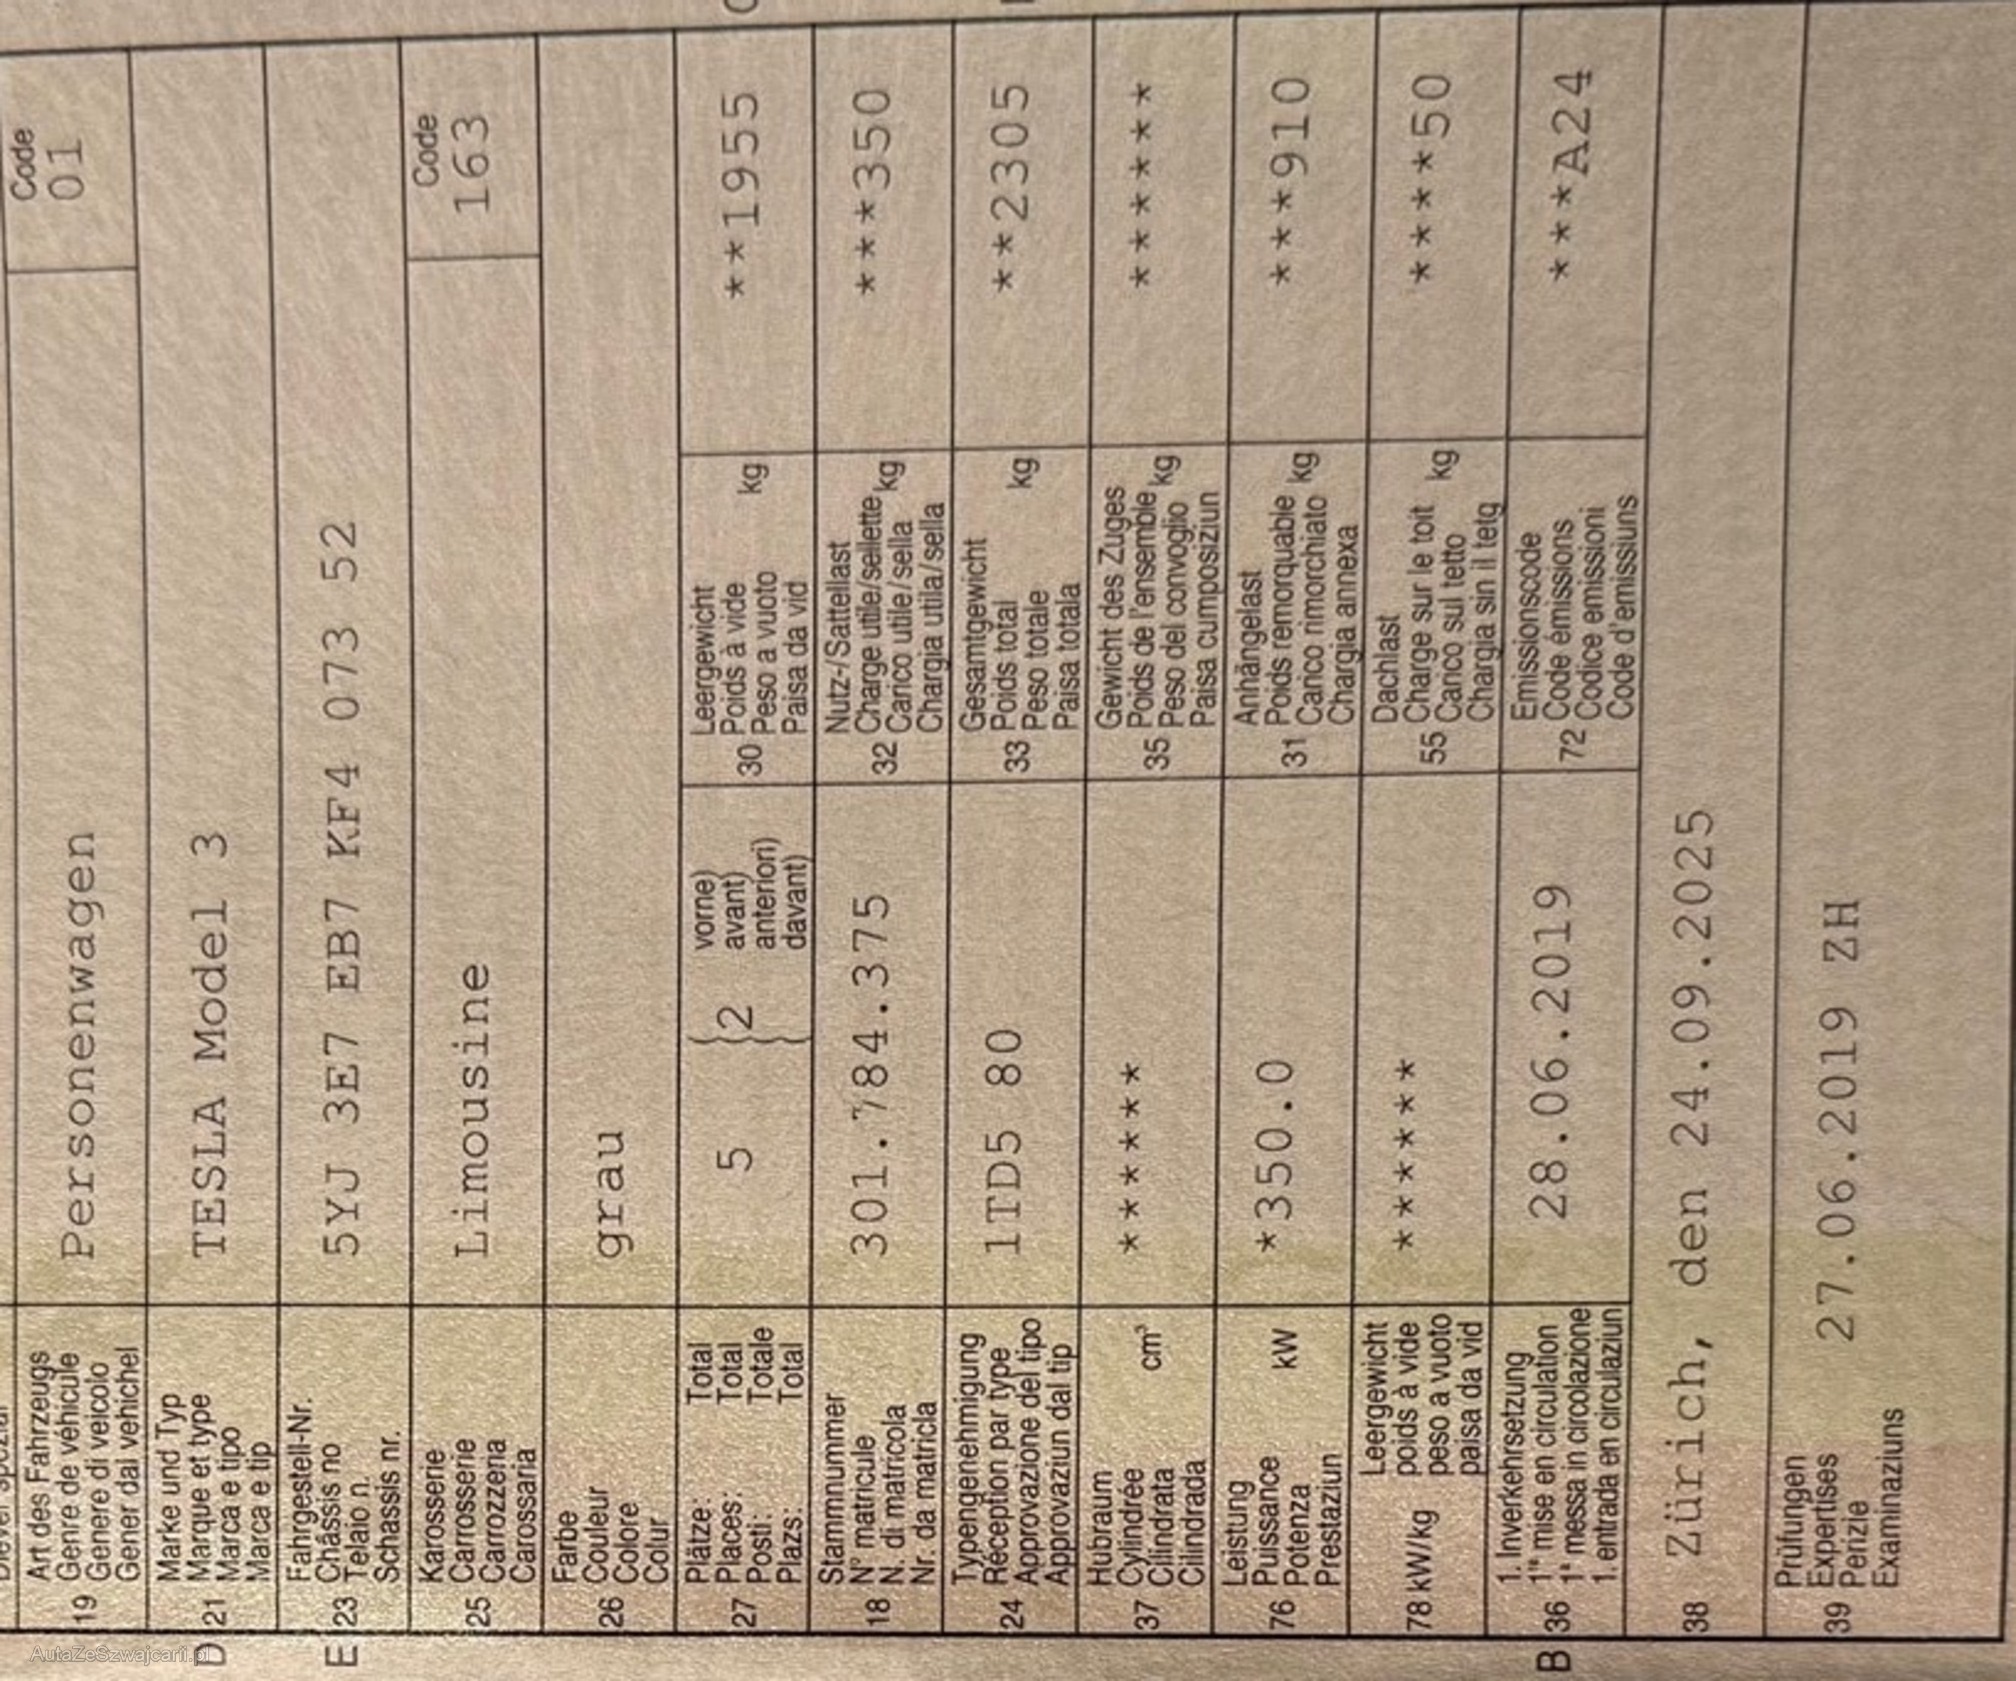 19 Art des Fahrzeugs
Genre de véhicule
Genere di veicolo
Gener dal vehichel
Personenwagen
Code
01
D 21 Marke und Typ
Marque et type
Marca e tipo
Marca e tip
TESLA Model 3
E 23 Fahrgestell-Nr.
Châssis no
Telaio n.
Schassis nr.
5YJ 3E7 EB7 KF4 073 52
25 Karosserie
Carrosserie
Carrozzeria
Carossaria
Limousine
Code
163
26 Farbe
Couleur
Colore
Colur
grau
27 Plätze: Total
Places: Total
Posti: Totale
Plazs: Total
5 2 vorne)
avant)
anteriori)
davant)
30 Leergewicht
Poids à vide
Peso a vuoto kg
Paisa da vid
**1955
18 Stammnummer
N° matricule
N. di matricola
Nr. da matricla
301.784.375
32 Nutz-/Sattellast
Charge utile/sellette kg
Carico utile/sella
Chargia utila/sella
***350
24 Typengenehmigung
Réception par type
Approvazione del tipo
Approvaziun dal tip
1TD5 80
33 Gesamtgewicht
Poids total kg
Peso totale
Paisa totala
**2305
37 Hubraum
Cylindrée cm³
Cilindrata
Cilindrada
******
35 Gewicht des Zuges
Poids de l'ensemble kg
Peso del convoglio
Paisa cumposiziun
******
76 Leistung
Puissance kW
Potenza
Prestaziun
*350.0
31 Anhängelast
Poids remorquable kg
Carico rimorchiato
Chargia annexa
***910
78 kW/kg Leergewicht
poids à vide
peso a vuoto
paisa da vid
******
55 Dachlast
Charge sur le toit kg
Carico sul tetto
Chargia sin il tetg
****50
B 36 1. Inverkehrsetzung
1re mise en circulation
1a messa in circolazione
1. entrada en circulaziun
28.06.2019
72 Emissionscode
Code émissions
Codice emissioni
Code d'emissiuns
***A24
38 Zürich, den 24.09.2025
39 Prüfungen
Expertises
Perizie
Examinaziuns
27.06.2019 ZH
AutaZeSzwajcarii.pl